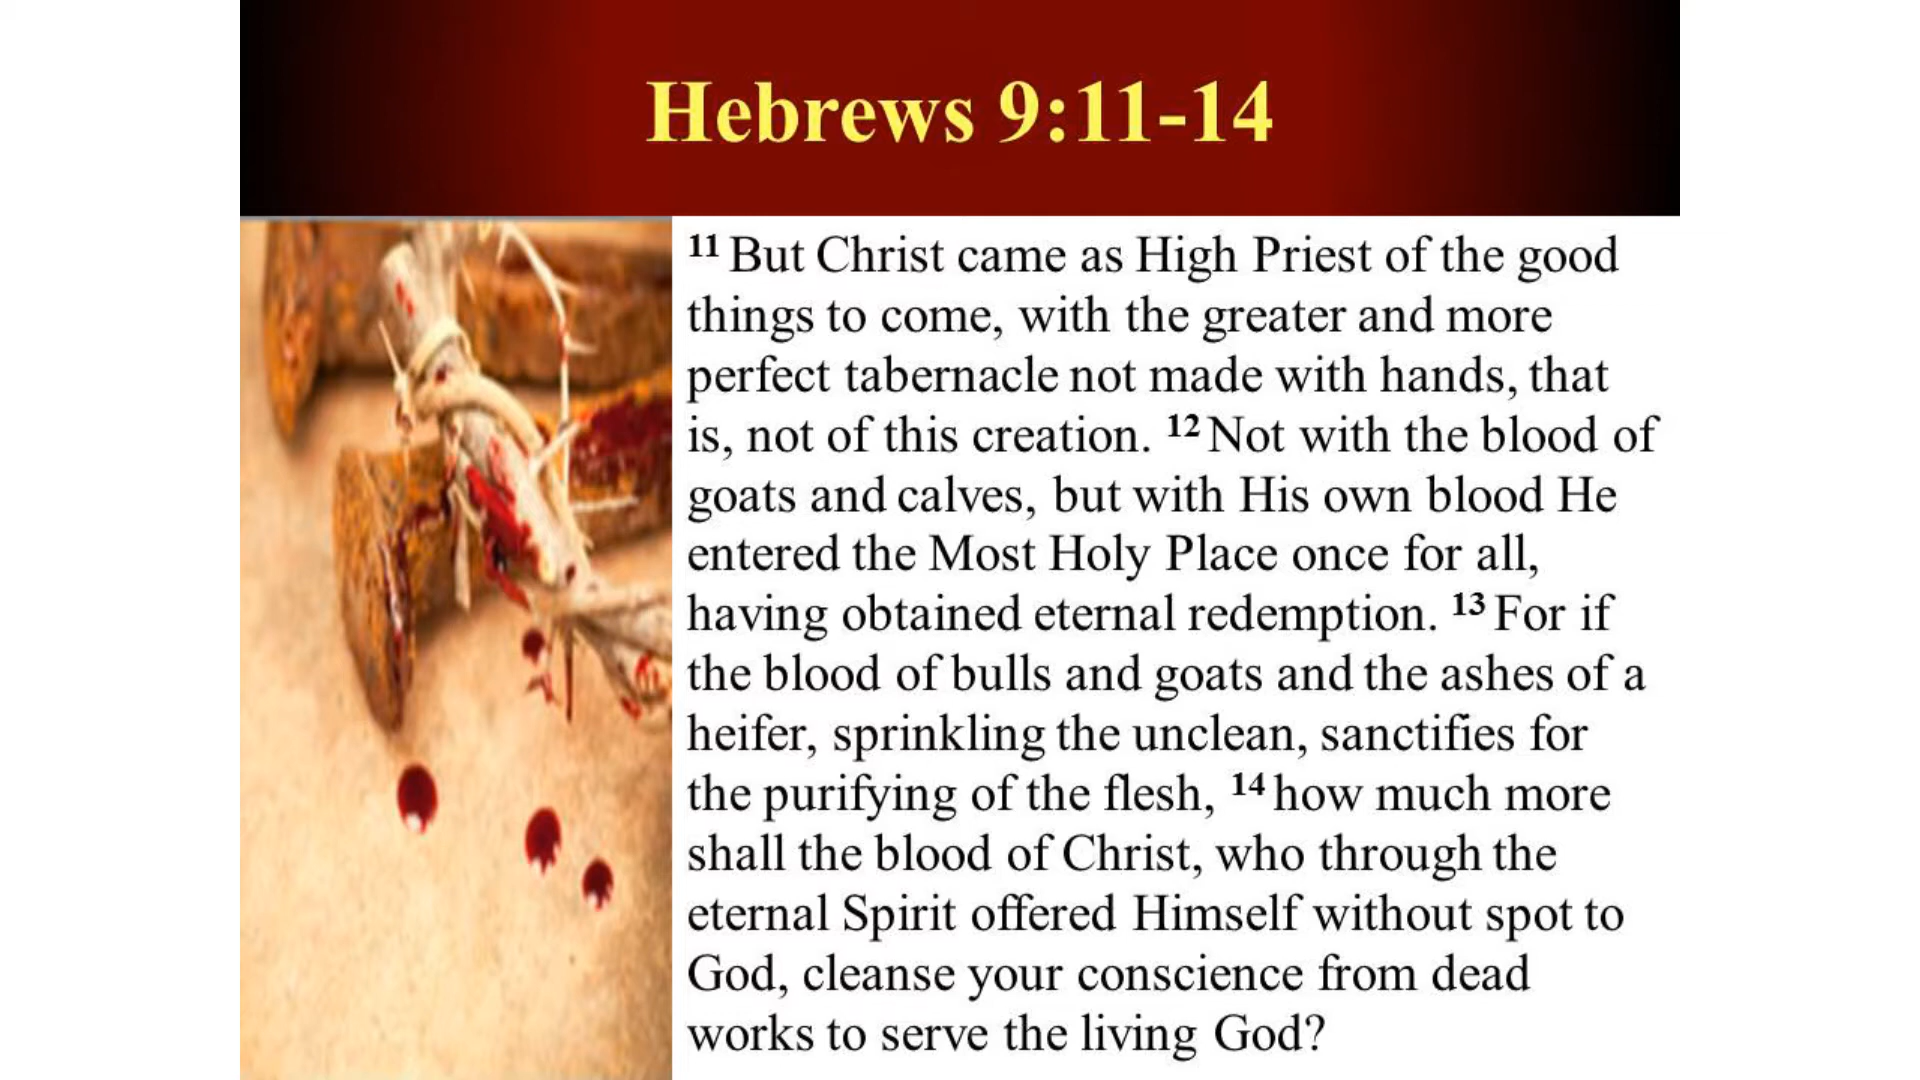 Hebrews 9:11-14
11 But Christ came as High Priest of the good
things to come, with the greater and more
perfect tabernacle not made with hands, that
is, not of this creation. 12 Not with the blood of
goats and calves, but with His own blood He
entered the Most Holy Place once for all,
having obtained eternal redemption. 13 For if
the blood of bulls and goats and the ashes of a
heifer, sprinkling the unclean, sanctifies for
the purifying of the flesh, 14 how much more
shall the blood of Christ, who through the
eternal Spirit offered Himself without spot to
God, cleanse your conscience from dead
works to serve the living God?